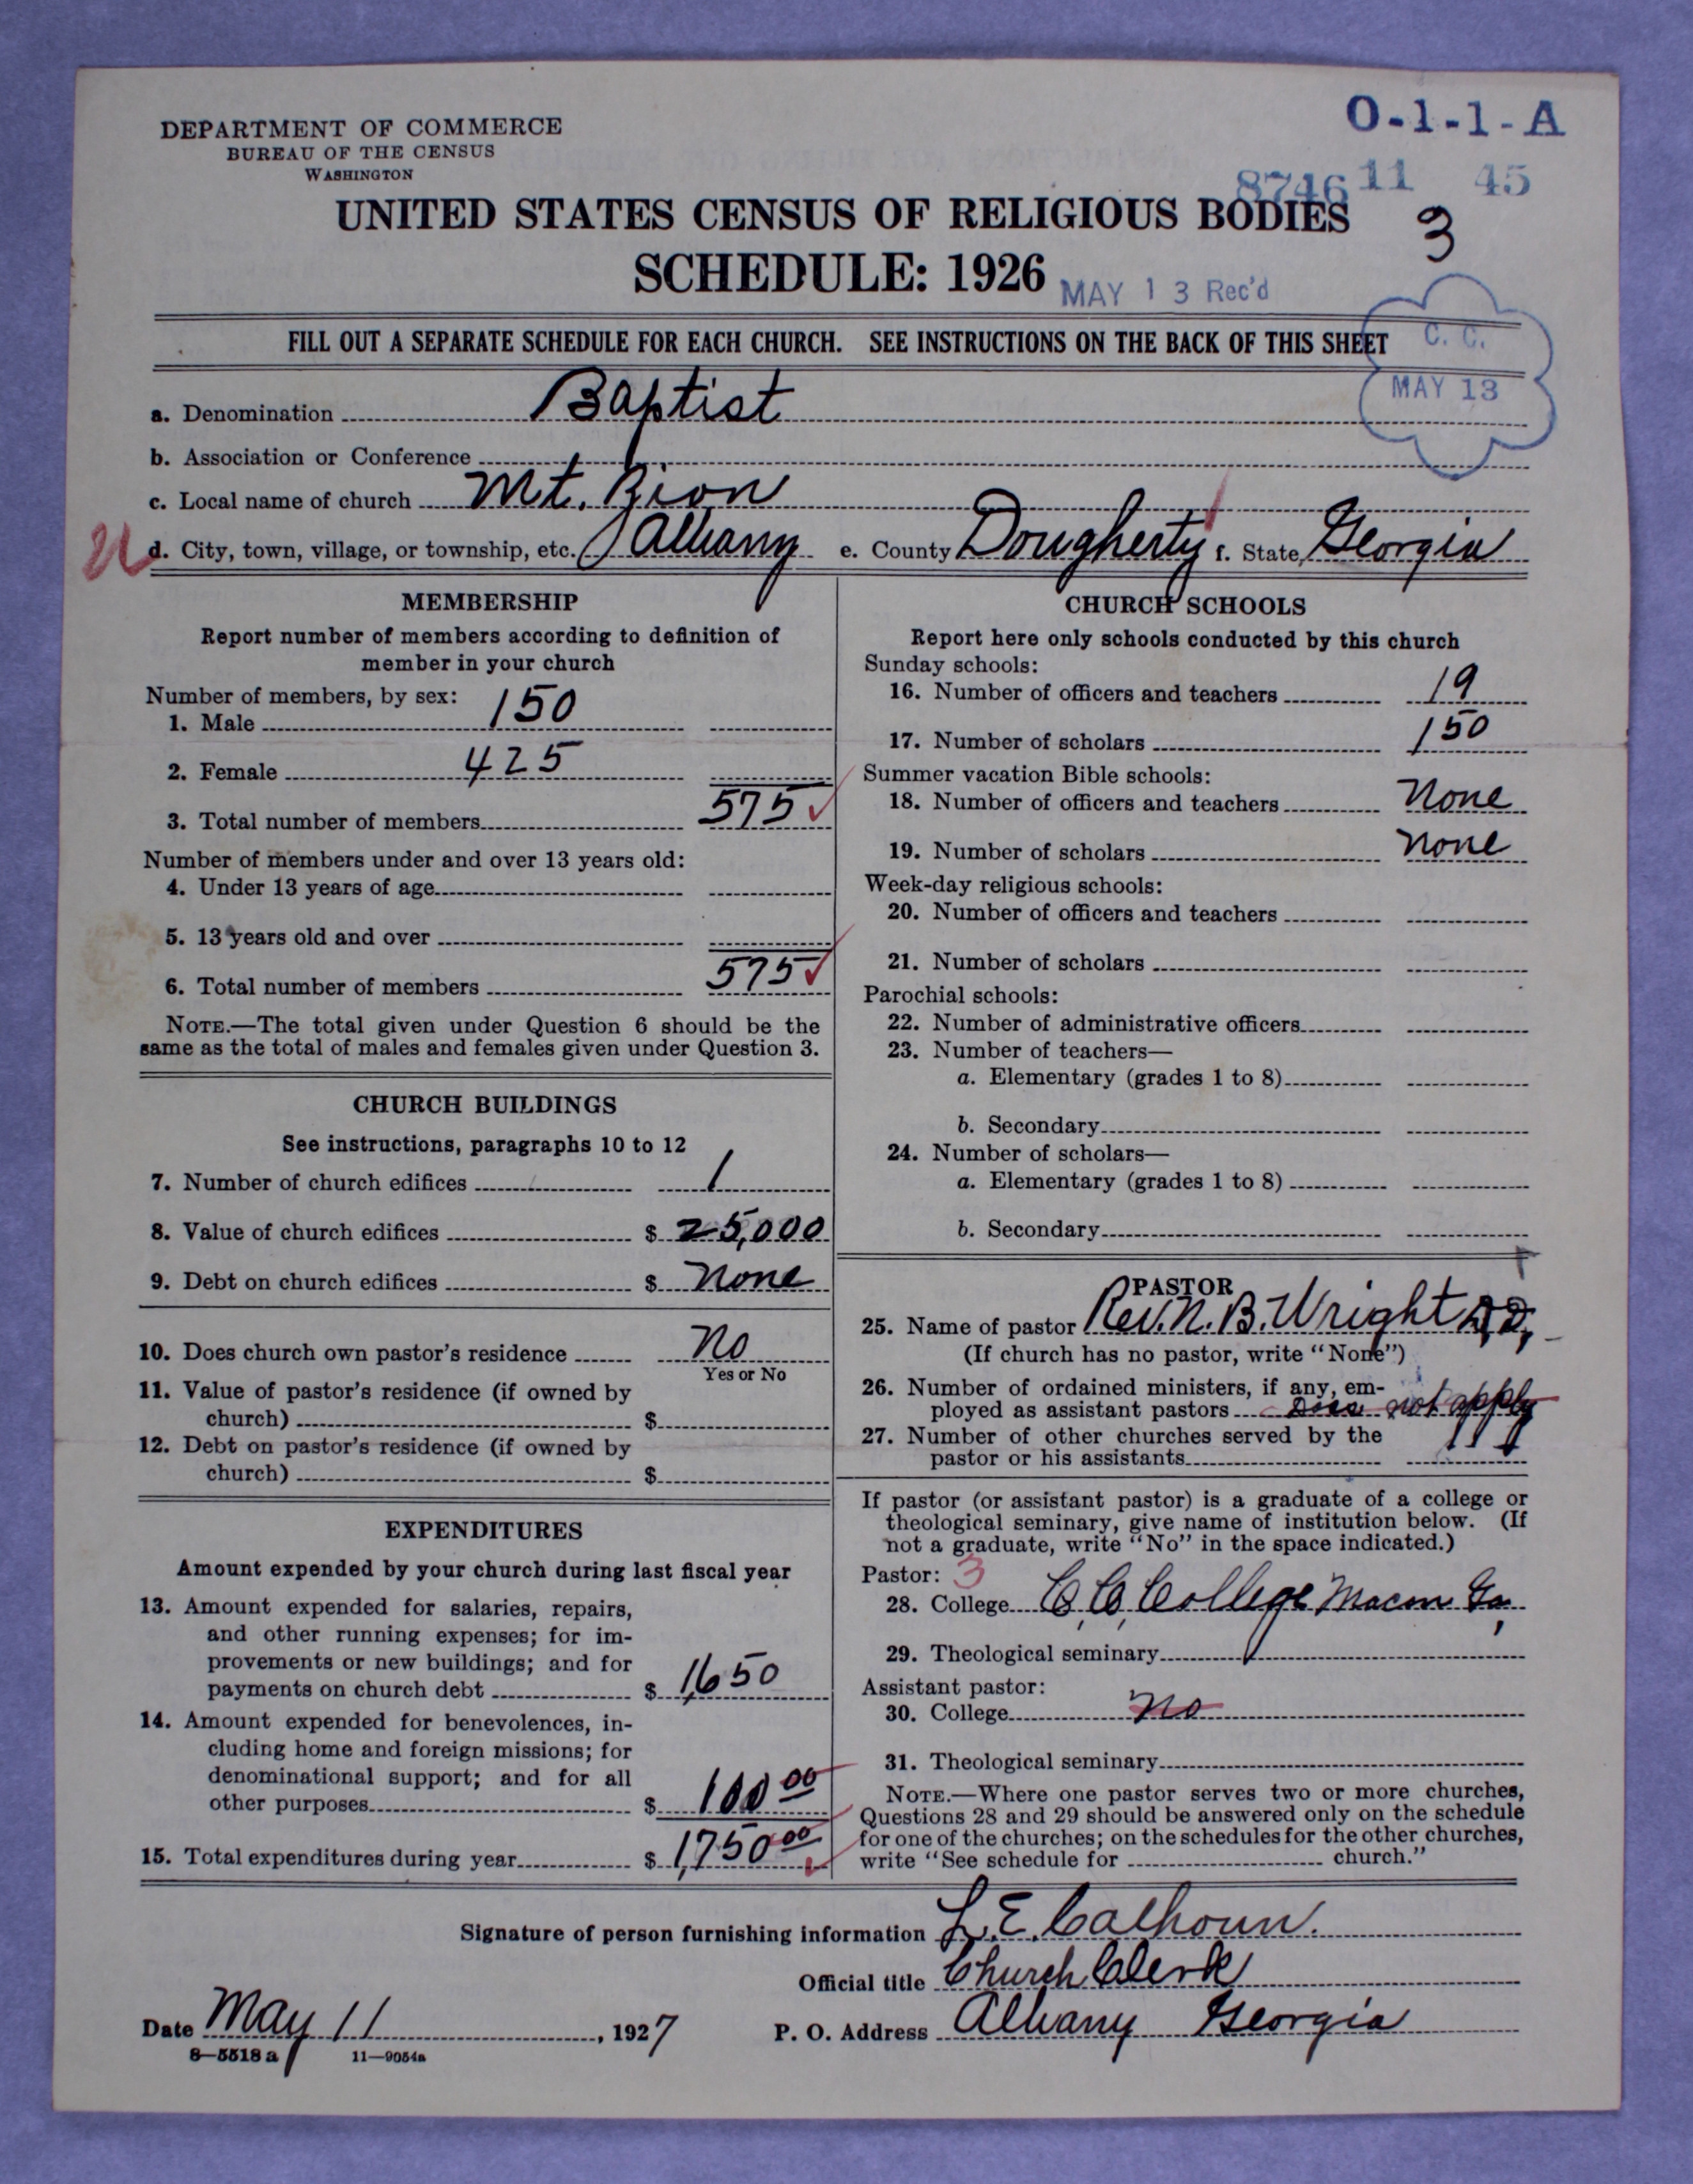 O-1-1-A
DEPARTMENT OF COMMERCE
BUREAU OF THE CENSUS
WASHINGTON
8746 11 45
UNITED STATES CENSUS OF RELIGIOUS BODIES
3
SCHEDULE: 1926
MAY 13 Rec'd
FILL OUT A SEPARATE SCHEDULE FOR EACH CHURCH. SEE INSTRUCTIONS ON THE BACK OF THIS SHEET
C. C.
MAY 13
a. Denomination Baptist
b. Association or Conference
c. Local name of church Mt. Zion
d. City, town, village, or township, etc. Albany e. County Dougherty f. State Georgia
MEMBERSHIP
Report number of members according to definition of
member in your church
Number of members, by sex:
1. Male 150
2. Female 425
3. Total number of members 575
Number of members under and over 13 years old:
4. Under 13 years of age
5. 13 years old and over
6. Total number of members 575
NOTE.—The total given under Question 6 should be the
same as the total of males and females given under Question 3.
CHURCH BUILDINGS
See instructions, paragraphs 10 to 12
7. Number of church edifices 1
8. Value of church edifices $ 25,000
9. Debt on church edifices $ None
10. Does church own pastor's residence No
Yes or No
11. Value of pastor's residence (if owned by
church) $
12. Debt on pastor's residence (if owned by
church) $
EXPENDITURES
Amount expended by your church during last fiscal year
13. Amount expended for salaries, repairs,
and other running expenses; for im-
provements or new buildings; and for
payments on church debt $ 1,650
14. Amount expended for benevolences, in-
cluding home and foreign missions; for
denominational support; and for all
other purposes $ 100 00
15. Total expenditures during year $ 1,750 00
CHURCH SCHOOLS
Report here only schools conducted by this church
Sunday schools:
16. Number of officers and teachers 19
17. Number of scholars 150
Summer vacation Bible schools:
18. Number of officers and teachers None
19. Number of scholars None
Week-day religious schools:
20. Number of officers and teachers
21. Number of scholars
Parochial schools:
22. Number of administrative officers
23. Number of teachers—
a. Elementary (grades 1 to 8)
b. Secondary
24. Number of scholars—
a. Elementary (grades 1 to 8)
b. Secondary
PASTOR
25. Name of pastor Rev. N. B. Wright D.D.
(If church has no pastor, write "None")
26. Number of ordained ministers, if any, em-
ployed as assistant pastors Does not apply
27. Number of other churches served by the
pastor or his assistants
If pastor (or assistant pastor) is a graduate of a college or
theological seminary, give name of institution below. (If
not a graduate, write "No" in the space indicated.)
Pastor: 3
28. College C. C. College Macon Ga,
29. Theological seminary
Assistant pastor:
30. College No
31. Theological seminary
NOTE.—Where one pastor serves two or more churches,
Questions 28 and 29 should be answered only on the schedule
for one of the churches; on the schedules for the other churches,
write "See schedule for church."
Signature of person furnishing information L. E. Calhoun.
Official title Church Clerk
Date May 11, 1927 P. O. Address Albany Georgia
8—5518 a 11—9054a